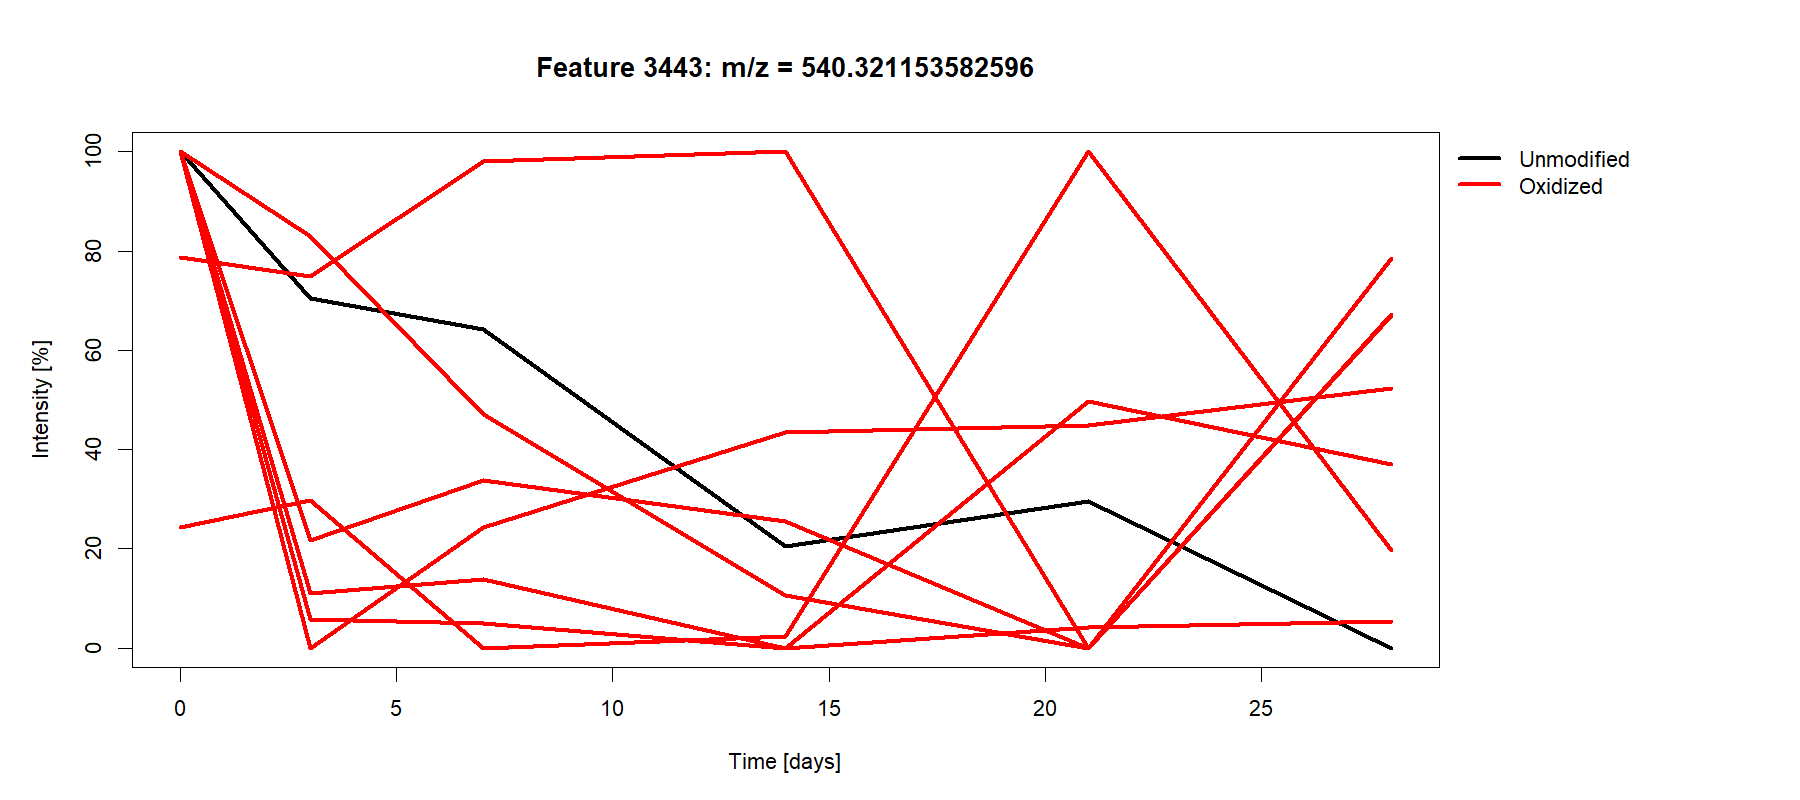 Feature 3443: m/z = 540.321153582596
Unmodified
Oxidized
Intensity [%]
100
80
60
40
20
0
0 5 10 15 20 25
Time [days]